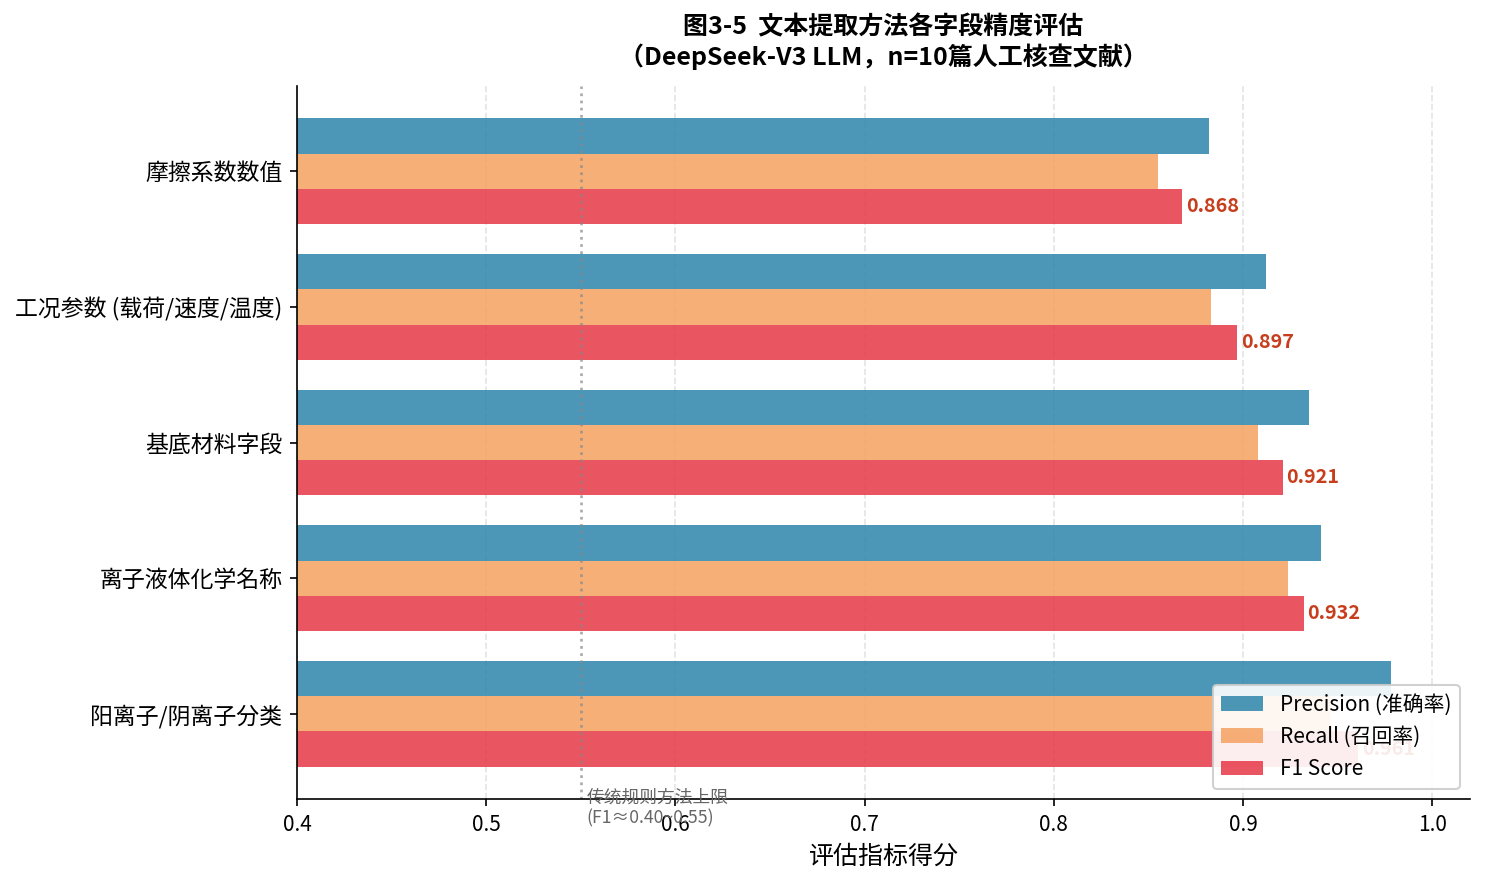 图3-5 文本提取方法各字段精度评估
（DeepSeek-V3 LLM，n=10篇人工核查文献）
摩擦系数数值
0.868
工况参数 (载荷/速度/温度)
0.897
基底材料字段
0.921
离子液体化学名称
0.932
阳离子/阴离子分类
0.961
Precision (准确率)
Recall (召回率)
F1 Score
传统规则方法上限
(F1≈0.40~0.55)
0.4 0.5 0.6 0.7 0.8 0.9 1.0
评估指标得分